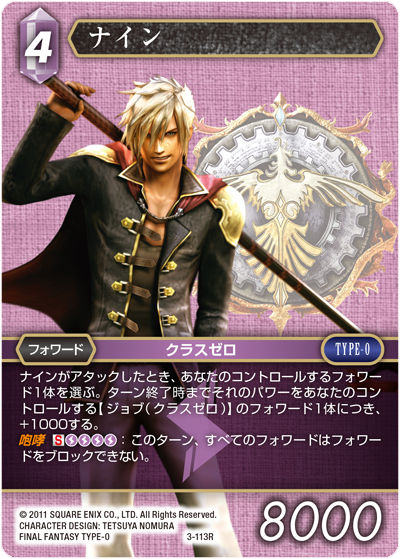 4
ナイン
フォワード
クラスゼロ
TYPE-0
ナインがアタックしたとき、あなたのコントロールするフォワー
ド1体を選ぶ。ターン終了時までそれのパワーをあなたのコン
トロールする【ジョブ(クラスゼロ)】のフォワード1体につき、
+1000する。
咆哮 S:このターン、すべてのフォワードはフォワー
ドをブロックできない。
© 2011 SQUARE ENIX CO., LTD. All Rights Reserved.
CHARACTER DESIGN: TETSUYA NOMURA
FINAL FANTASY TYPE-0
3-113R
8000